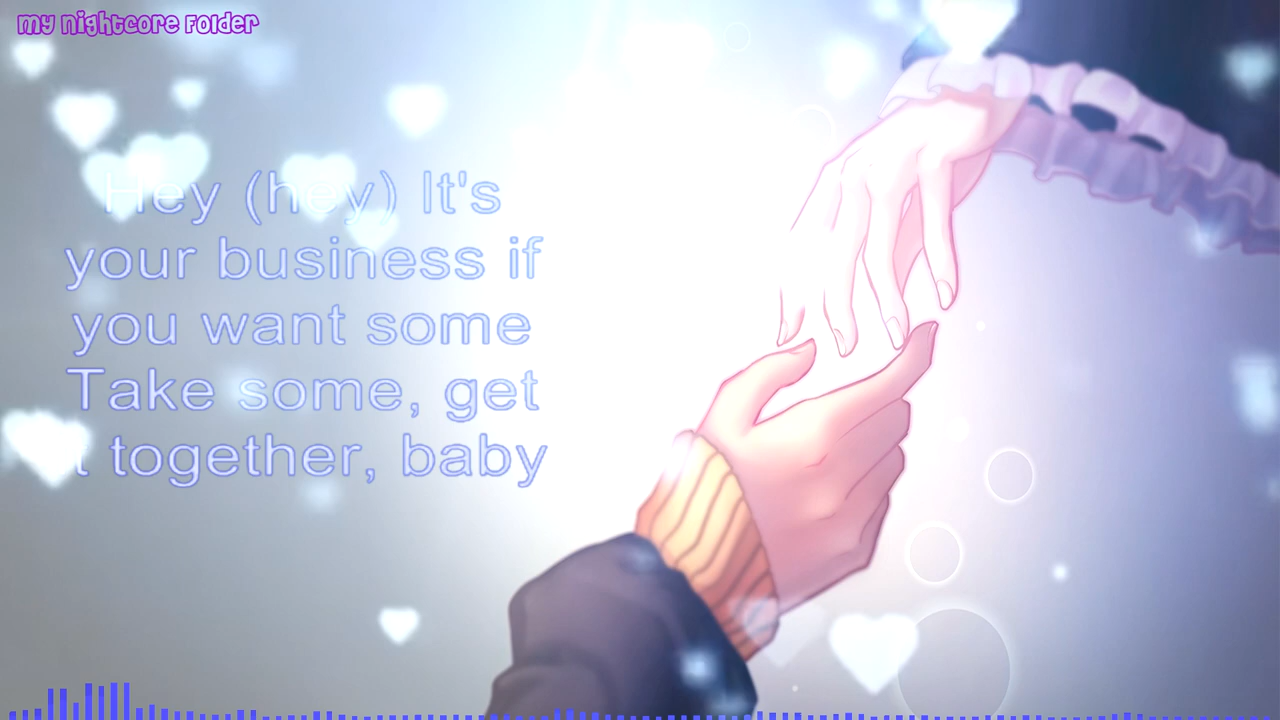 My Nightcore Folder
Hey (hey) It's
your business if
you want some
Take some, get
t together, baby